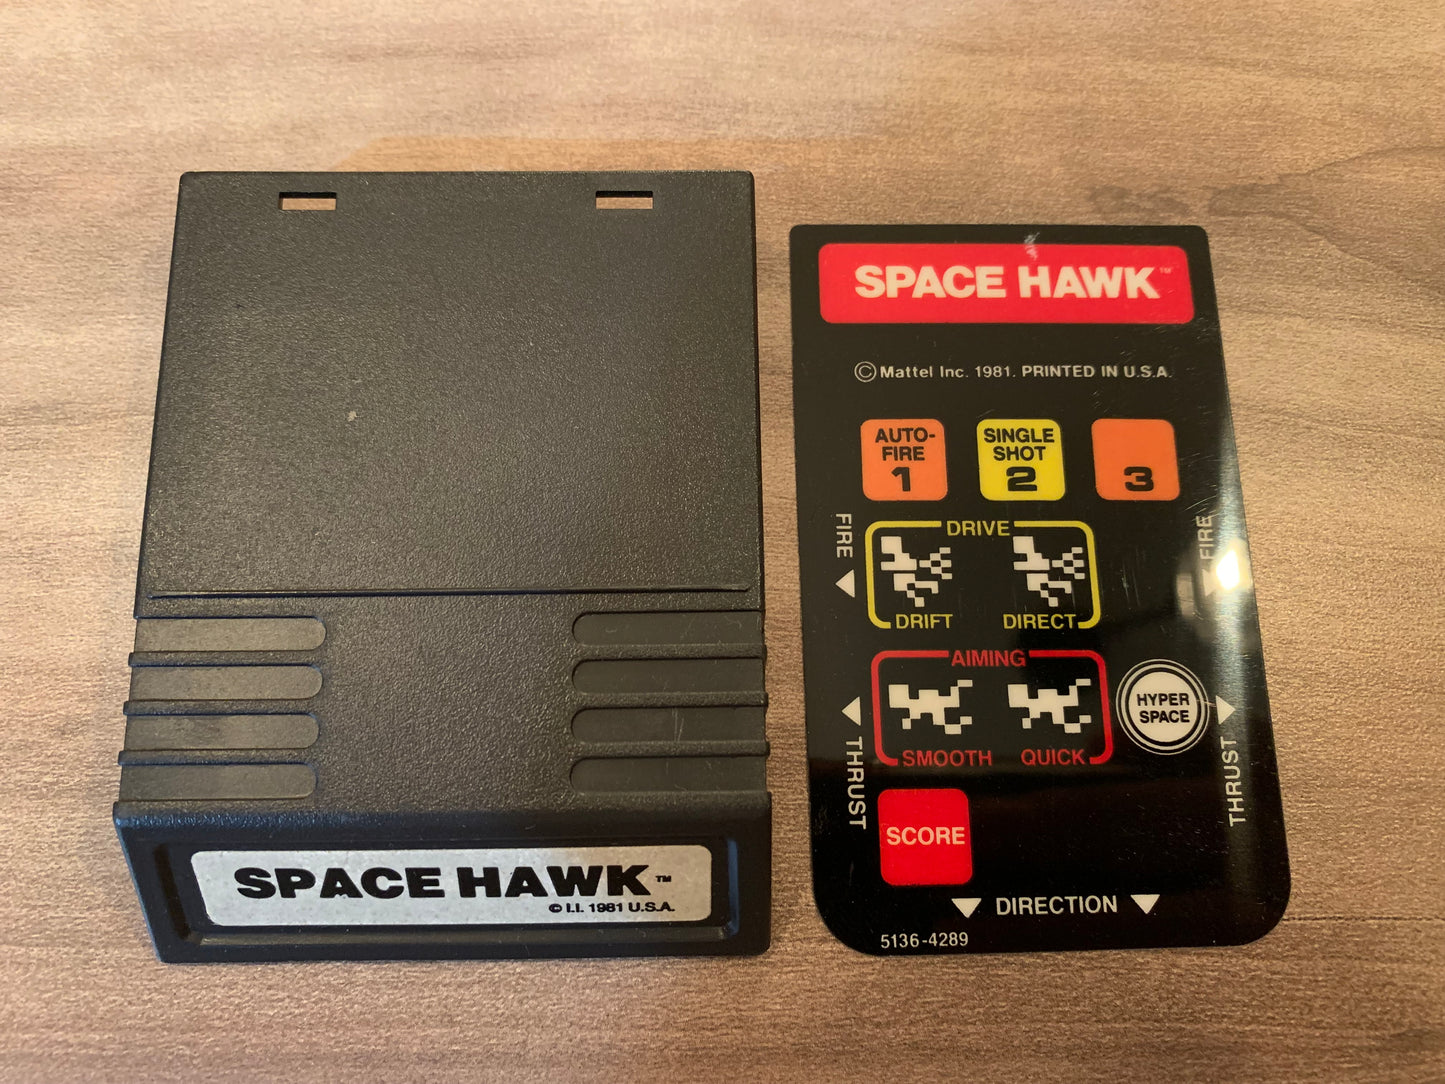 SPACE HAWK™
© I.I. 1981 U.S.A.
SPACE HAWK™
©Mattel Inc. 1981. PRINTED IN U.S.A.
AUTO-
FIRE
1
SINGLE
SHOT
2
3
FIRE
FIRE
DRIVE
DRIFT
DIRECT
AIMING
SMOOTH
QUICK
HYPER
SPACE
THRUST
THRUST
SCORE
DIRECTION
5136-4289